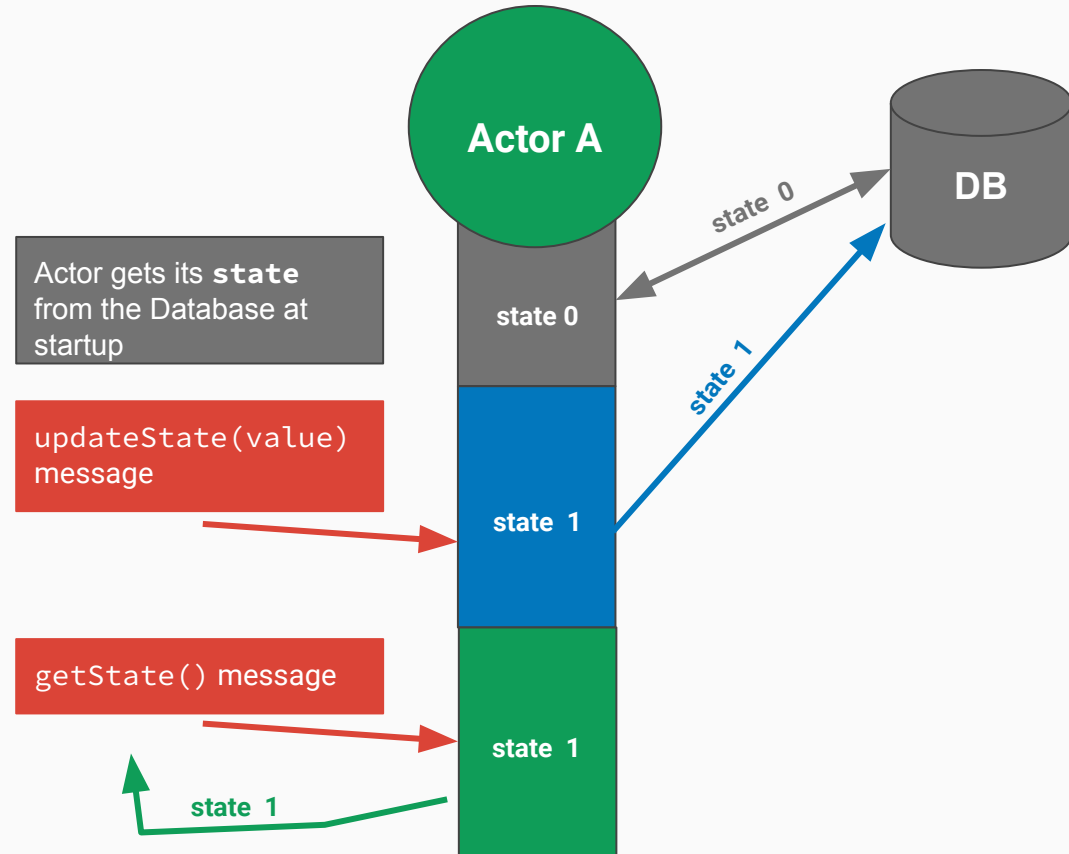 Actor A
DB
state 0
Actor gets its state
from the Database at
startup
state 0
state 1
updateState(value)
message
state 1
getState() message
state 1
state 1